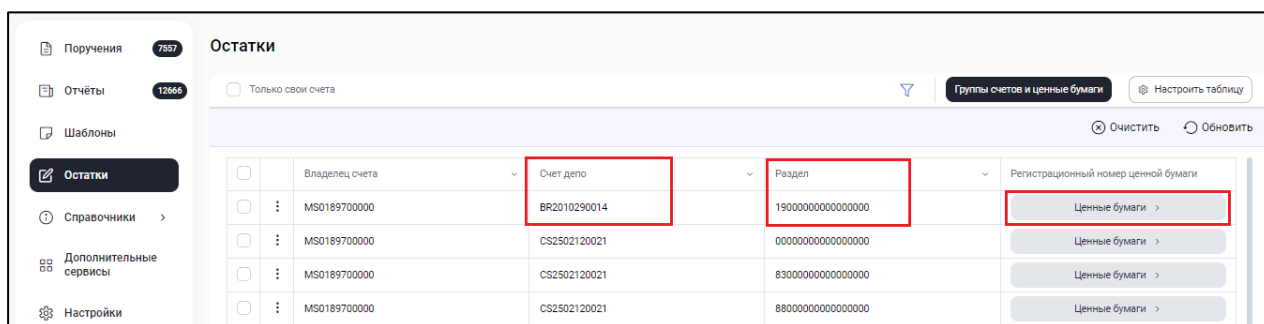 Поручения 7557
Отчёты 12666
Шаблоны
Остатки
Справочники
Дополнительные
сервисы
Настройки
Остатки
Только свои счета Группы счетов и ценные бумаги Настроить таблицу
Очистить Обновить
Владелец счета Счет депо Раздел Регистрационный номер ценной бумаги
MS0189700000 BR2010290014 19000000000000000 Ценные бумаги
MS0189700000 CS2502120021 00000000000000000 Ценные бумаги
MS0189700000 CS2502120021 83000000000000000 Ценные бумаги
MS0189700000 CS2502120021 88000000000000000 Ценные бумаги